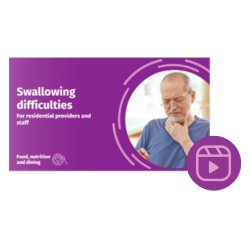 Swallowing
difficulties
For residential providers and
staff
Food, nutrition
and dining